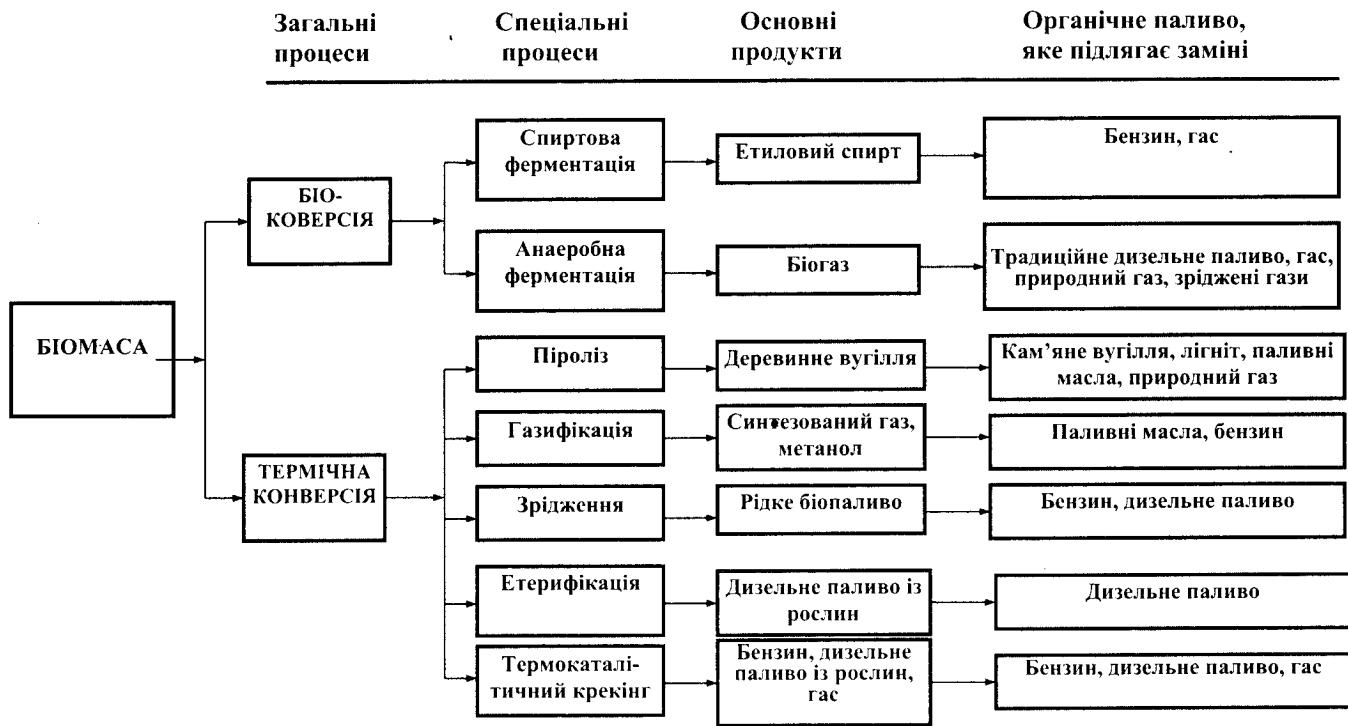 Загальні
процеси
Спеціальні
процеси
Основні
продукти
Органічне паливо,
яке підлягає заміні
БІОМАСА
БІО-
КОВЕРСІЯ
ТЕРМІЧНА
КОНВЕРСІЯ
Спиртова
ферментація
Етиловий спирт
Бензин, гас
Анаеробна
ферментація
Біогаз
Традиційне дизельне паливо, гас,
природний газ, зріджені гази
Піроліз
Деревинне вугілля
Кам’яне вугілля, лігніт, паливні
масла, природний газ
Газифікація
Синтезований газ,
метанол
Паливні масла, бензин
Зрідження
Рідке біопаливо
Бензин, дизельне паливо
Етерифікація
Дизельне паливо із
рослин
Дизельне паливо
Термокаталі-
тичний крекінг
Бензин, дизельне
паливо із рослин,
гас
Бензин, дизельне паливо, гас